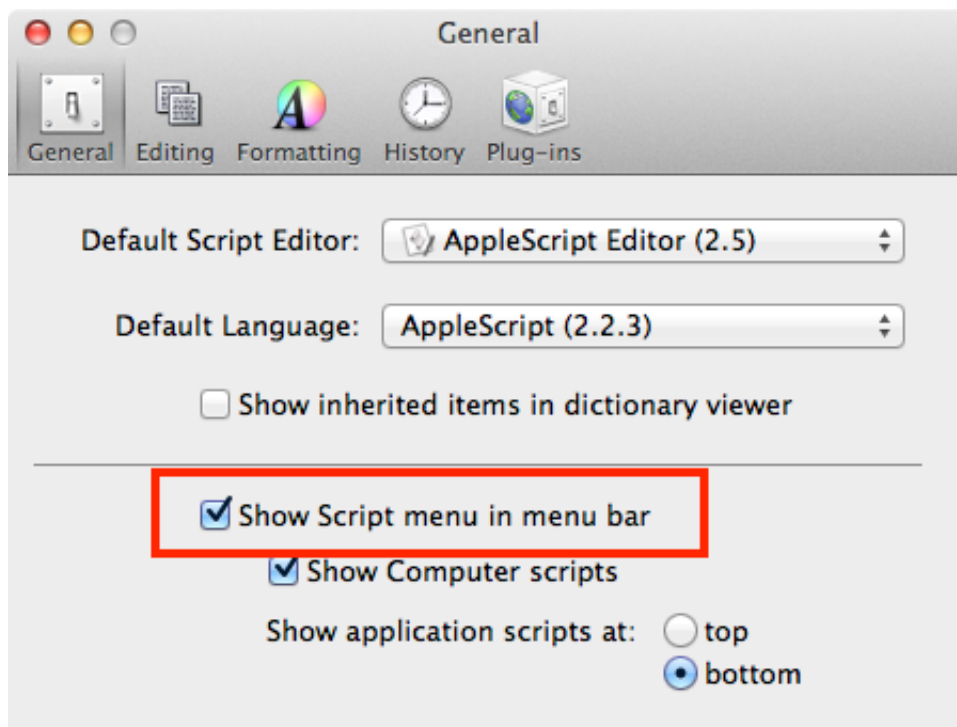 General
General Editing Formatting History Plug-ins
Default Script Editor: AppleScript Editor (2.5)
Default Language: AppleScript (2.2.3)
Show inherited items in dictionary viewer
Show Script menu in menu bar
Show Computer scripts
Show application scripts at: top
bottom